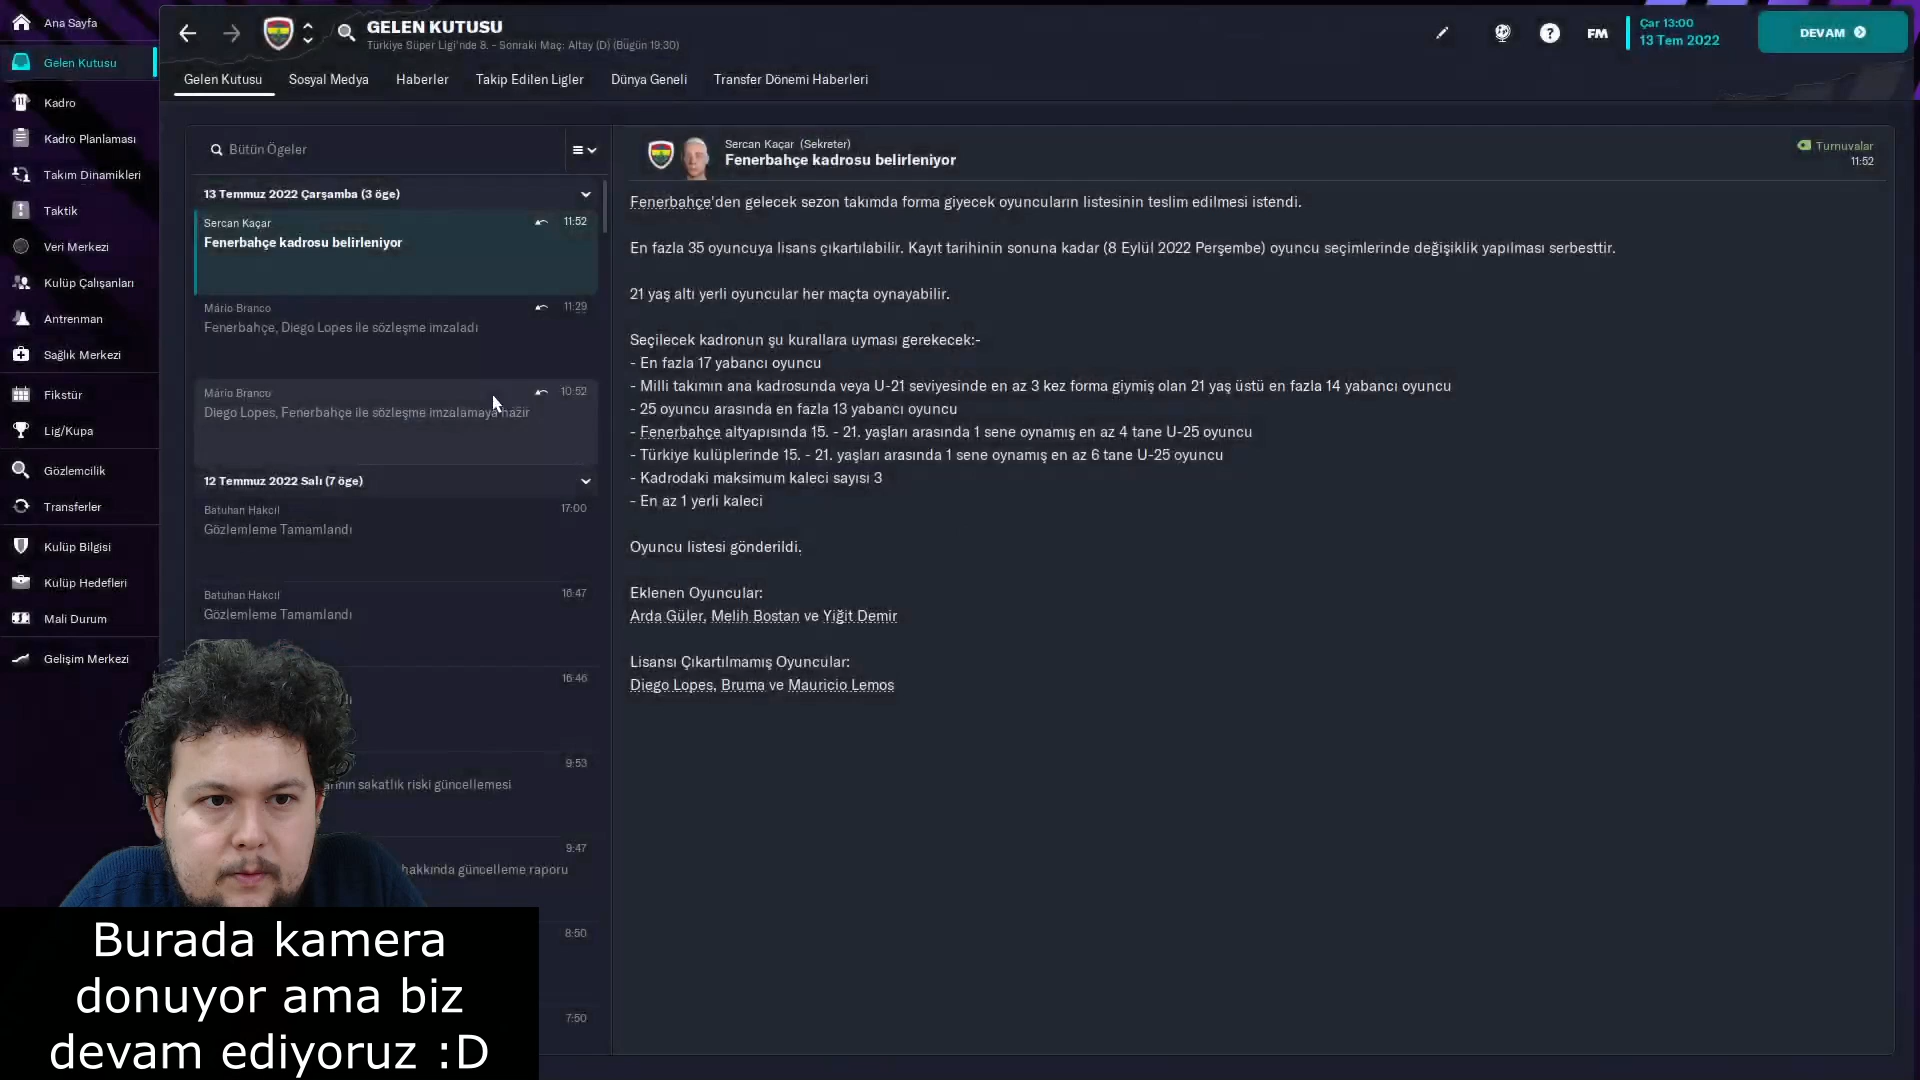 Ana Sayfa
Gelen Kutusu
Kadro
Kadro Planlaması
Takım Dinamikleri
Taktik
Veri Merkezi
Kulüp Çalışanları
Antrenman
Sağlık Merkezi
Fikstür
Lig/Kupa
Gözlemcilik
Transferler
Kulüp Bilgisi
Kulüp Hedefleri
Mali Durum
Gelişim Merkezi
GELEN KUTUSU
Türkiye Süper Ligi'nde 8. - Sonraki Maç: Altay (D) (Bugün 19:30)
FM
Çar 13:00
13 Tem 2022
DEVAM
Gelen Kutusu
Sosyal Medya
Haberler
Takip Edilen Ligler
Dünya Geneli
Transfer Dönemi Haberleri
Bütün Ögeler
13 Temmuz 2022 Çarşamba (3 öge)
Sercan Kaçar 11:52
Fenerbahçe kadrosu belirleniyor
Mário Branco 11:29
Fenerbahçe, Diego Lopes ile sözleşme imzaladı
Mário Branco 10:52
Diego Lopes, Fenerbahçe ile sözleşme imzalamaya hazır
12 Temmuz 2022 Salı (7 öge)
Batuhan Hakcıl 17:00
Gözlemleme Tamamlandı
Batuhan Hakcıl 16:47
Gözlemleme Tamamlandı
16:46
9:53
sakatlık riski güncellemesi
9:47
hakkında güncelleme raporu
8:50
7:50
Sercan Kaçar (Sekreter)
Fenerbahçe kadrosu belirleniyor
Turnuvalar
11:52
Fenerbahçe'den gelecek sezon takımda forma giyecek oyuncuların listesinin teslim edilmesi istendi.
En fazla 35 oyuncuya lisans çıkartılabilir. Kayıt tarihinin sonuna kadar (8 Eylül 2022 Perşembe) oyuncu seçimlerinde değişiklik yapılması serbesttir.
21 yaş altı yerli oyuncular her maçta oynayabilir.
Seçilecek kadronun şu kurallara uyması gerekecek:-
- En fazla 17 yabancı oyuncu
- Milli takımın ana kadrosunda veya U-21 seviyesinde en az 3 kez forma giymiş olan 21 yaş üstü en fazla 14 yabancı oyuncu
- 25 oyuncu arasında en fazla 13 yabancı oyuncu
- Fenerbahçe altyapısında 15. - 21. yaşları arasında 1 sene oynamış en az 4 tane U-25 oyuncu
- Türkiye kulüplerinde 15. - 21. yaşları arasında 1 sene oynamış en az 6 tane U-25 oyuncu
- Kadrodaki maksimum kaleci sayısı 3
- En az 1 yerli kaleci
Oyuncu listesi gönderildi.
Eklenen Oyuncular:
Arda Güler, Melih Bostan ve Yiğit Demir
Lisansı Çıkartılmamış Oyuncular:
Diego Lopes, Bruma ve Mauricio Lemos
Burada kamera
donuyor ama biz
devam ediyoruz :D